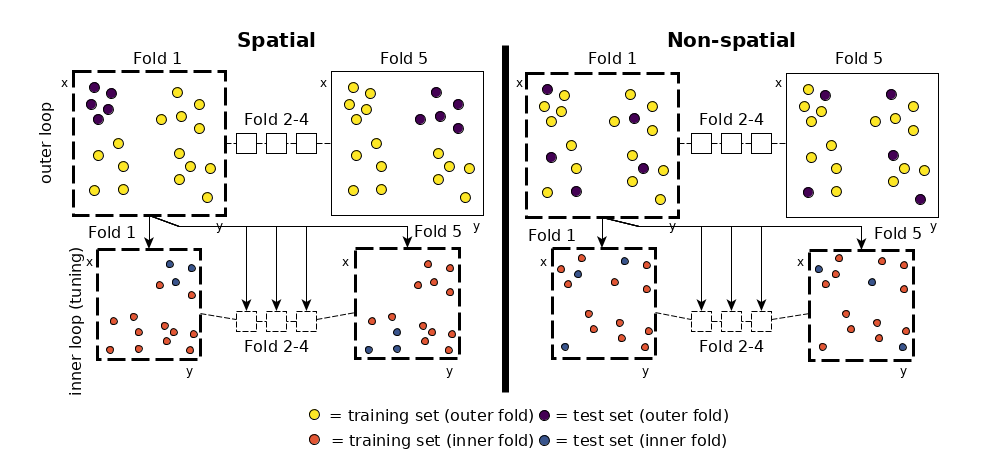 Spatial
Non-spatial
Fold 1
Fold 5
Fold 1
Fold 5
x
x
x
x
outer loop
Fold 2-4
Fold 2-4
y
y
y
y
Fold 1
Fold 5
Fold 1
Fold 5
x
x
x
x
inner loop (tuning)
Fold 2-4
Fold 2-4
y
y
y
y
= training set (outer fold)
= test set (outer fold)
= training set (inner fold)
= test set (inner fold)